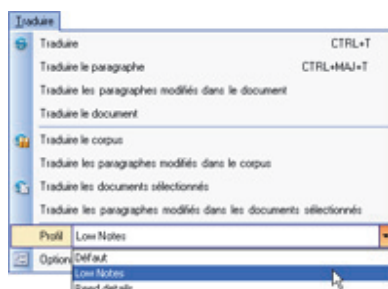 Traduire
Traduire CTRL+T
Traduire le paragraphe CTRL+MAJ+T
Traduire les paragraphes modifiés dans le document
Traduire le document
Traduire le corpus
Traduire les paragraphes modifiés dans le corpus
Traduire les documents sélectionnés
Traduire les paragraphes modifiés dans les documents sélectionnés
Profil Low Notes
Option Défaut
Low Notes
details